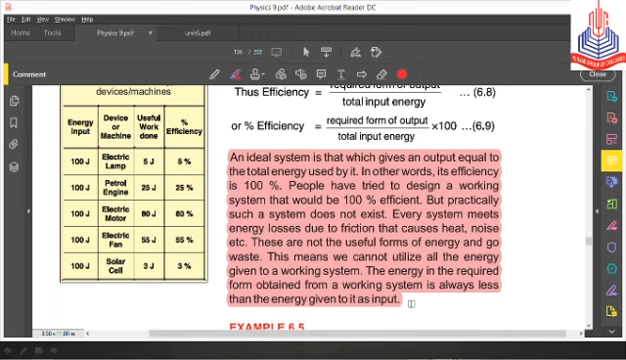 Physics 9.pdf - Adobe Acrobat Reader DC
File Edit View Window Help
Home Tools Physics 9.pdf × unit6.pdf
Comment
Close
devices/machines
Energy Input Device or Machine Useful Work done % Efficiency
100 J Electric Lamp 5 J 5 %
100 J Petrol Engine 25 J 25 %
100 J Electric Motor 80 J 80 %
100 J Electric Fan 55 J 55 %
100 J Solar Cell 3 J 3 %
required form of output
Thus Efficiency = ... (6.8)
total input energy
required form of output
or % Efficiency = ×100 ...(6.9)
total input energy
An ideal system is that which gives an output equal to
the total energy used by it. In other words, its efficiency
is 100 %. People have tried to design a working
system that would be 100 % efficient. But practically
such a system does not exist. Every system meets
energy losses due to friction that causes heat, noise
etc. These are not the useful forms of energy and go
waste. This means we cannot utilize all the energy
given to a working system. The energy in the required
form obtained from a working system is always less
than the energy given to it as input.
EXAMPLE 6.5